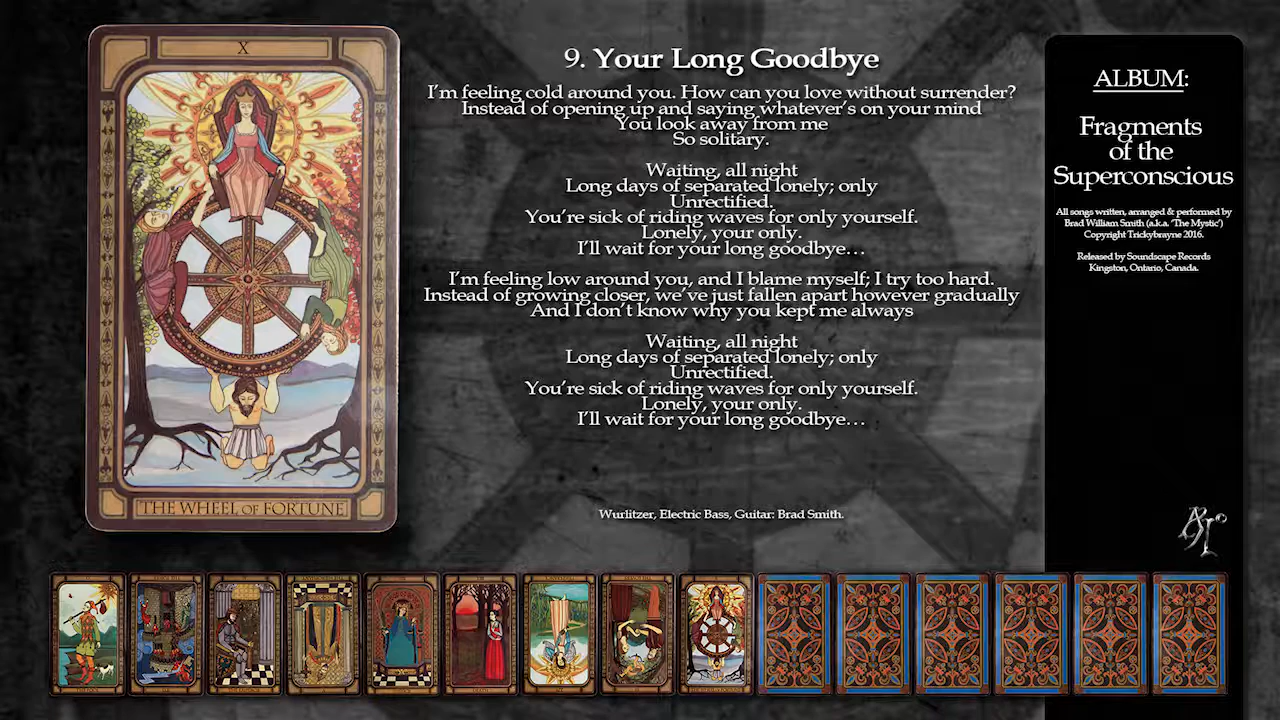 X
THE WHEEL OF FORTUNE
9. Your Long Goodbye
I'm feeling cold around you. How can you love without surrender?
Instead of opening up and saying whatever's on your mind
You look away from me
So solitary.
Waiting, all night
Long days of separated lonely; only
Unrectified.
You're sick of riding waves for only yourself.
Lonely, your only.
I'll wait for your long goodbye…
I'm feeling low around you, and I blame myself; I try too hard.
Instead of growing closer, we've just fallen apart however gradually
And I don't know why you kept me always
Waiting, all night
Long days of separated lonely; only
Unrectified.
You're sick of riding waves for only yourself.
Lonely, your only.
I'll wait for your long goodbye…
Wurlitzer, Electric Bass, Guitar: Brad Smith.
ALBUM:
Fragments
of the
Superconscious
All songs written, arranged & performed by
Brad William Smith (a.k.a. 'The Mystic')
Copyright Trickybrayne 2016.
Released by Soundscape Records
Kingston, Ontario, Canada.